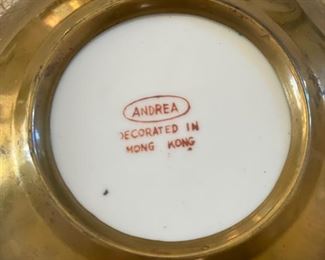 ANDREA
DECORATED IN
HONG KONG